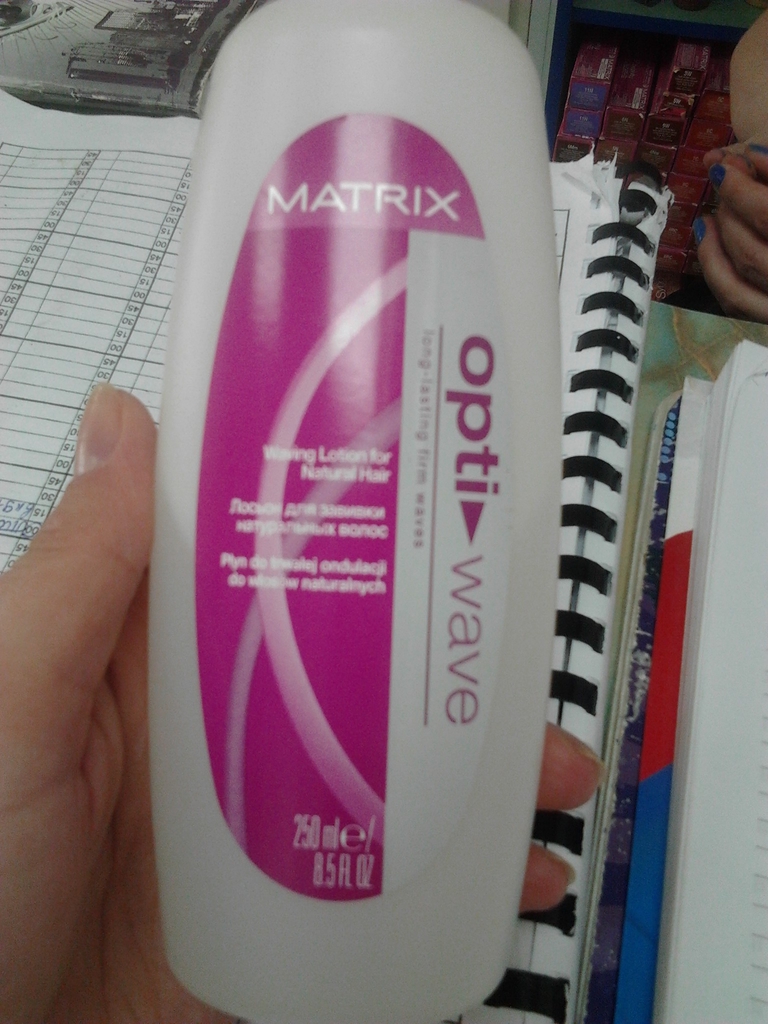 MATRIX
opti wave
long-lasting firm waves
Waving Lotion for
Natural Hair
Лосьон для завивки
натуральных волос
Płyn do trwałej ondulacji
do włosów naturalnych
250 ml e/
8.5 FL OZ